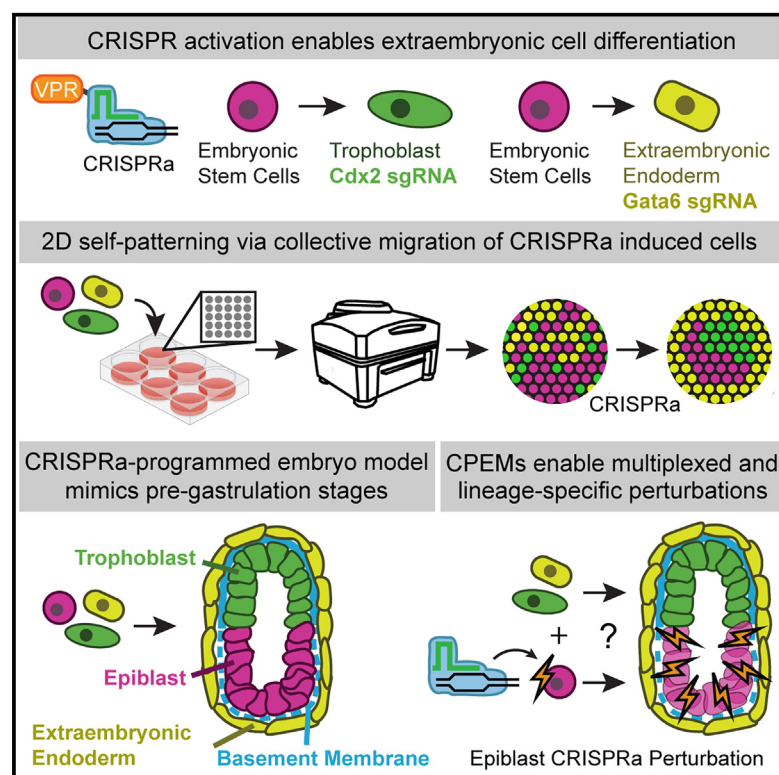 CRISPR activation enables extraembryonic cell differentiation
VPR
CRISPRa
Embryonic
Stem Cells
Trophoblast
Cdx2 sgRNA
Embryonic
Stem Cells
Extraembryonic
Endoderm
Gata6 sgRNA
2D self-patterning via collective migration of CRISPRa induced cells
CRISPRa
CRISPRa-programmed embryo model
mimics pre-gastrulation stages
Trophoblast
Epiblast
Extraembryonic
Endoderm
Basement Membrane
CPEMs enable multiplexed and
lineage-specific perturbations
+ ?
Epiblast CRISPRa Perturbation